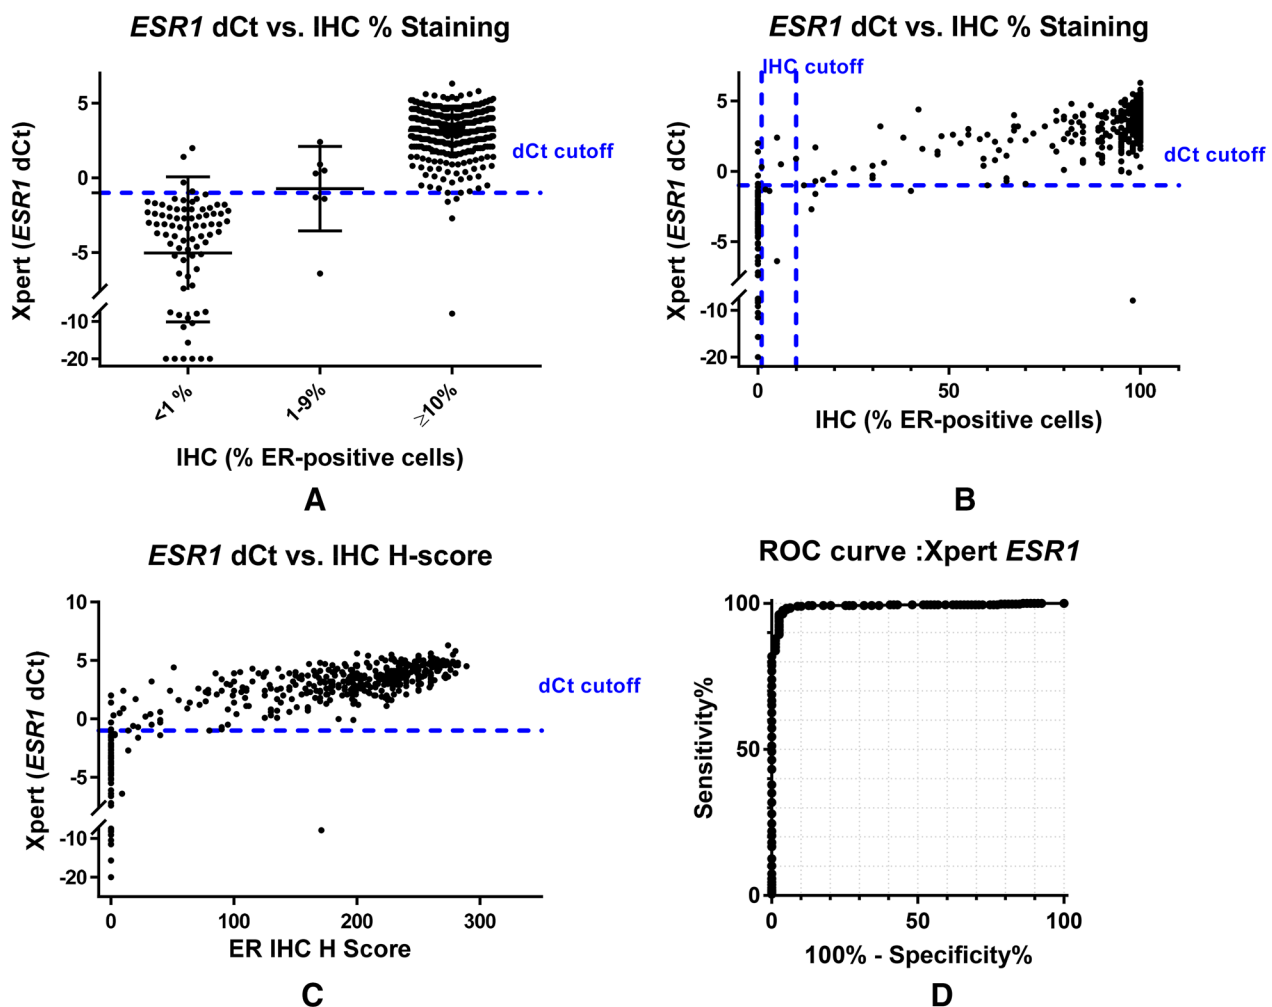 ESR1 dCt vs. IHC % Staining
Xpert (ESR1 dCt)
5
0
-5
-10
-20
dCt cutoff
<1 %
1-9%
≥10%
IHC (% ER-positive cells)
A
ESR1 dCt vs. IHC % Staining
IHC cutoff
Xpert (ESR1 dCt)
5
0
-5
-10
-20
dCt cutoff
0 50 100
IHC (% ER-positive cells)
B
ESR1 dCt vs. IHC H-score
Xpert (ESR1 dCt)
10
5
0
-5
-10
-20
dCt cutoff
0 100 200 300
ER IHC H Score
C
ROC curve :Xpert ESR1
Sensitivity%
100
50
0
0 50 100
100% - Specificity%
D